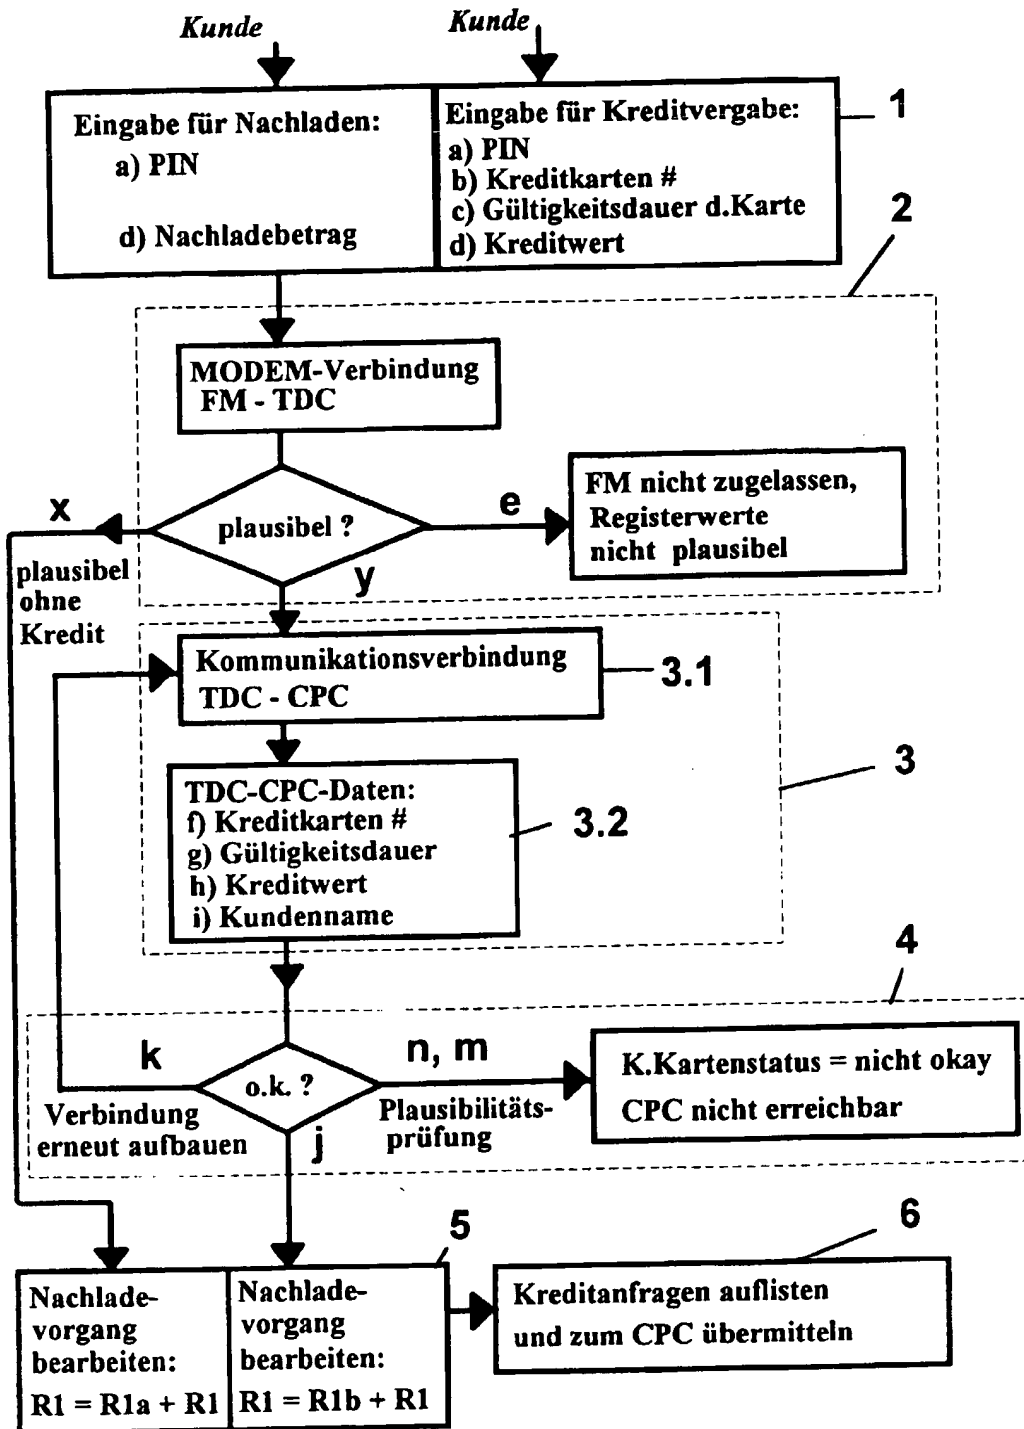 Kunde
Kunde
Eingabe für Nachladen:
a) PIN
d) Nachladebetrag
Eingabe für Kreditvergabe:
a) PIN
b) Kreditkarten #
c) Gültigkeitsdauer d.Karte
d) Kreditwert
1
2
MODEM-Verbindung
FM - TDC
plausibel ?
x
plausibel
ohne
Kredit
e
FM nicht zugelassen,
Registerwerte
nicht plausibel
y
Kommunikationsverbindung
TDC - CPC
3.1
3
TDC-CPC-Daten:
f) Kreditkarten #
g) Gültigkeitsdauer
h) Kreditwert
i) Kundenname
3.2
4
k
Verbindung
erneut aufbauen
o.k. ?
n, m
Plausibilitäts-
prüfung
K.Kartenstatus = nicht okay
CPC nicht erreichbar
j
5
6
Nachlade-
vorgang
bearbeiten:
R1 = R1a + R1
Nachlade-
vorgang
bearbeiten:
R1 = R1b + R1
Kreditanfragen auflisten
und zum CPC übermitteln